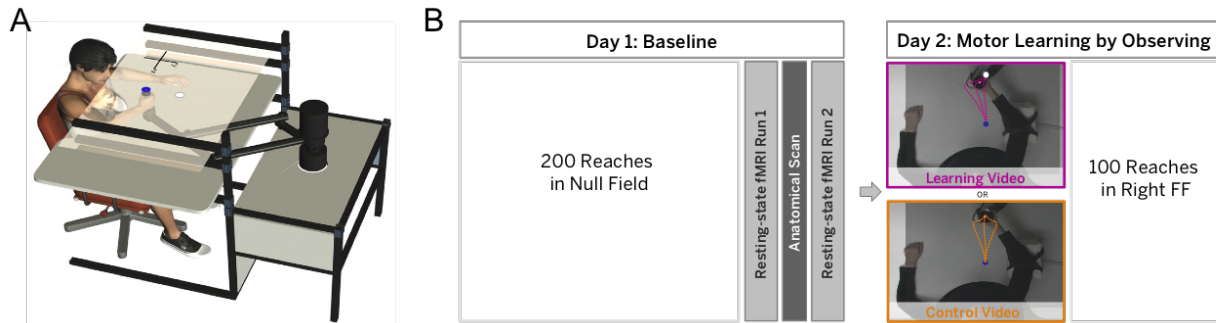 A
B
Day 1: Baseline
200 Reaches
in Null Field
Resting-state fMRI Run 1
Anatomical Scan
Resting-state fMRI Run 2
Day 2: Motor Learning by Observing
Learning Video
OR
Control Video
100 Reaches
in Right FF